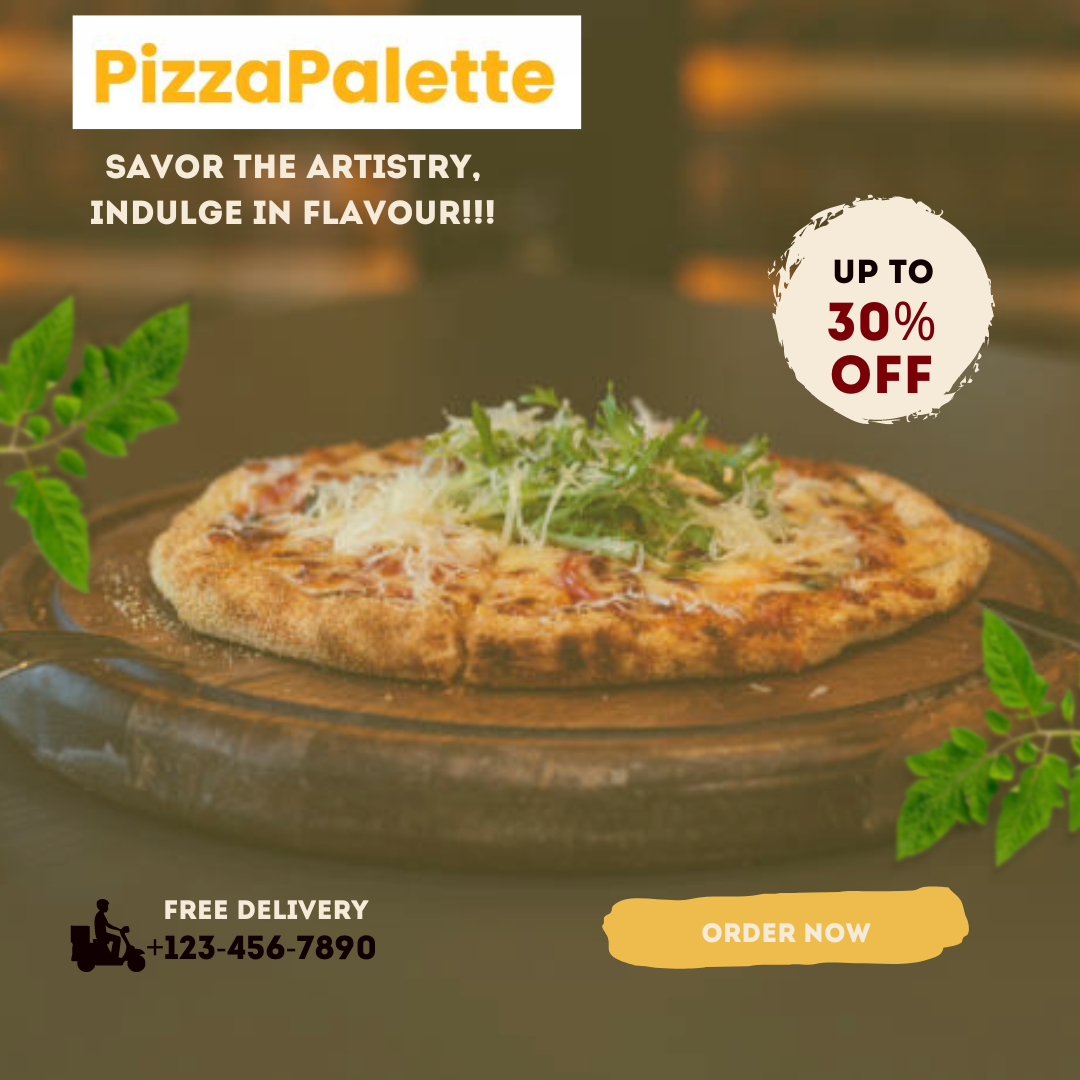 PizzaPalette
SAVOR THE ARTISTRY,
INDULGE IN FLAVOUR!!!
UP TO
30%
OFF
FREE DELIVERY
+123-456-7890
ORDER NOW